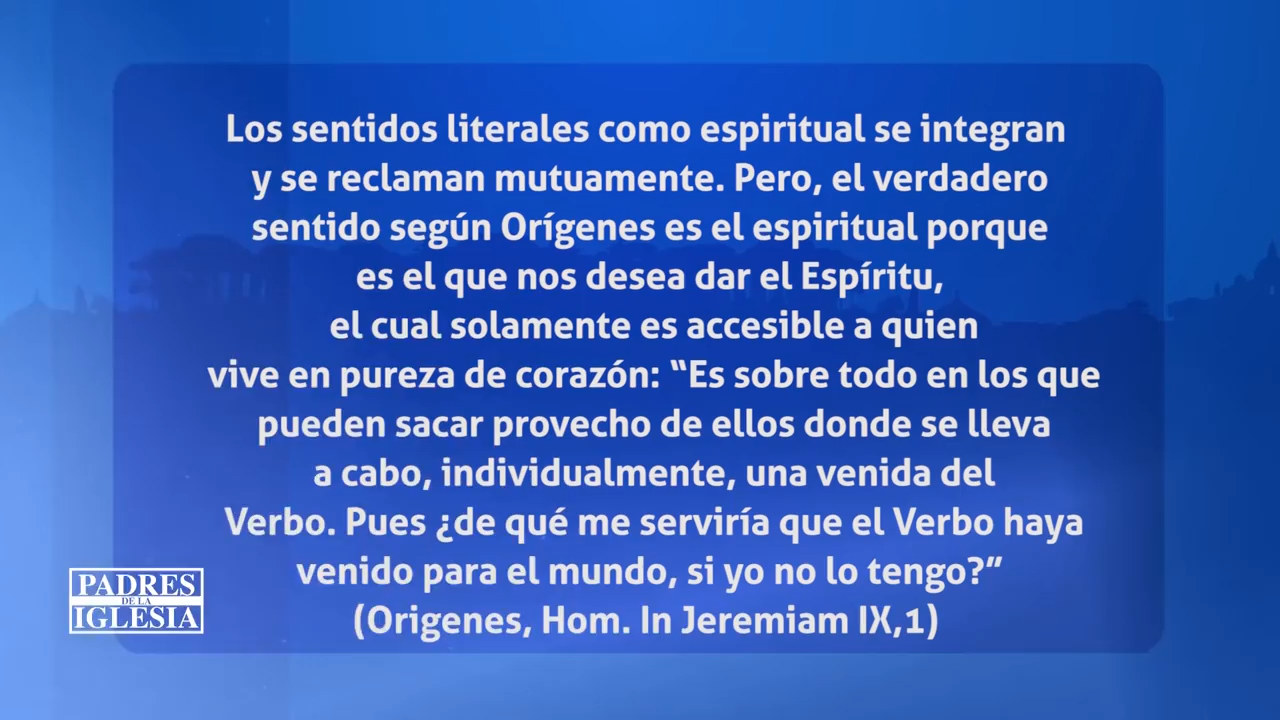 Los sentidos literales como espiritual se integran
y se reclaman mutuamente. Pero, el verdadero
sentido según Orígenes es el espiritual porque
es el que nos desea dar el Espíritu,
el cual solamente es accesible a quien
vive en pureza de corazón: “Es sobre todo en los que
pueden sacar provecho de ellos donde se lleva
a cabo, individualmente, una venida del
Verbo. Pues ¿de qué me serviría que el Verbo haya
venido para el mundo, si yo no lo tengo?”
(Origenes, Hom. In Jeremiam IX,1)
PADRES
DE LA
IGLESIA